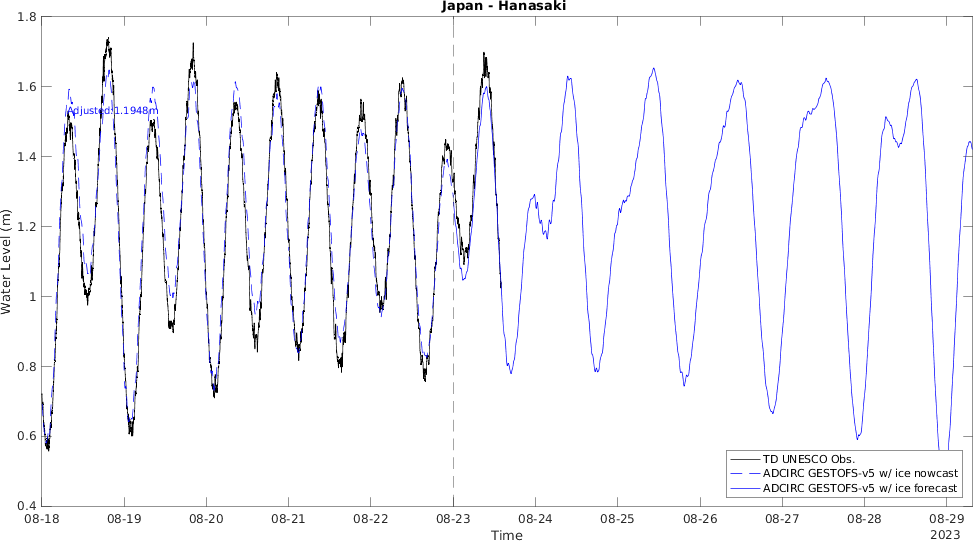 Japan - Hanasaki
1.8
1.6
1.4
1.2
1
0.8
0.6
0.4
Water Level (m)
Adjusted:1.1948m
TD UNESCO Obs.
ADCIRC GESTOFS-v5 w/ ice nowcast
ADCIRC GESTOFS-v5 w/ ice forecast
08-18 08-19 08-20 08-21 08-22 08-23 08-24 08-25 08-26 08-27 08-28 08-29
2023
Time